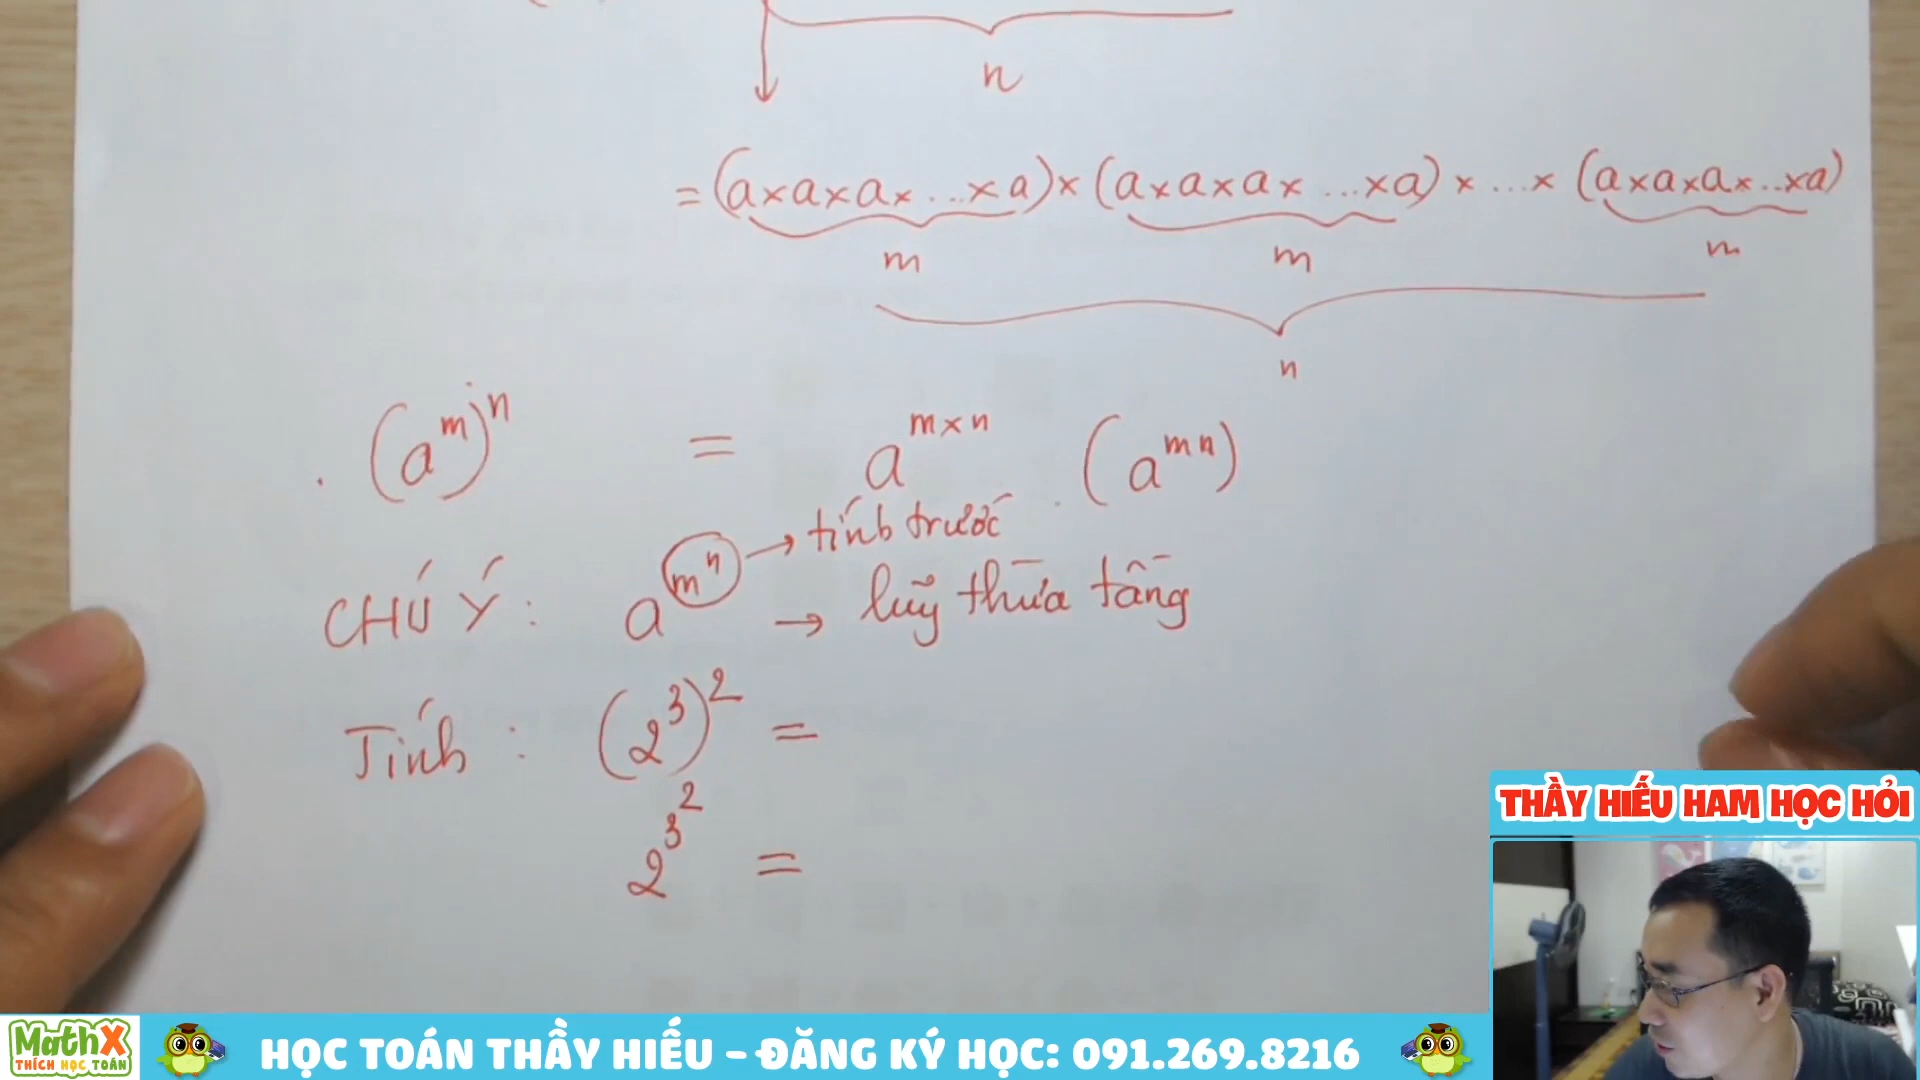 n
= (a×a×a×...×a)×(a×a×a×...×a)×...×(a×a×a×..×a)
m m m
n
(a^m)^n = a^{m×n} (a^{mn})
→ tính trước
CHÚ Ý: a^{m^n} → luỹ thừa tầng
Tính : (2^3)^2 =
2^{3^2} =
THẦY HIẾU HAM HỌC HỎI
MathX
THÍCH HỌC TOÁN
HỌC TOÁN THẦY HIẾU - ĐĂNG KÝ HỌC: 091.269.8216